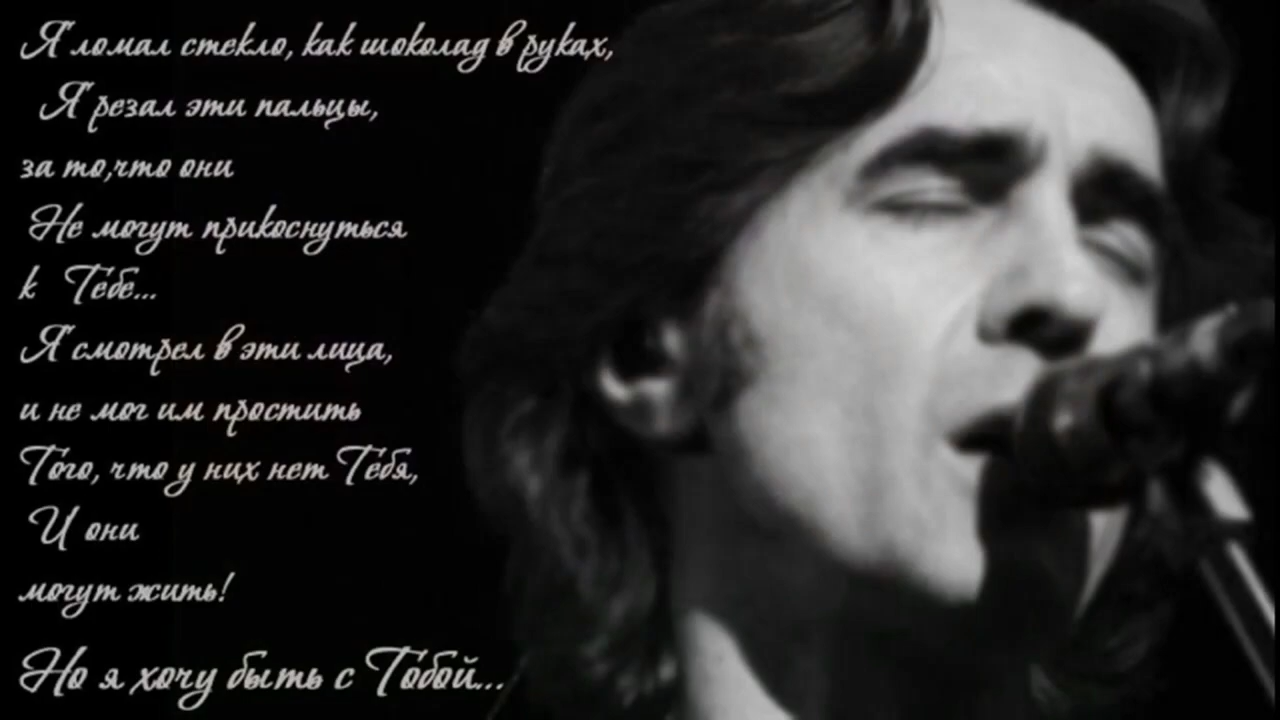 Я ломал стекло, как шоколад в руках,
Я резал эти пальцы,
за то,что они
Не могут прикоснуться
к Тебе...
Я смотрел в эти лица,
и не мог им простить
Того, что у них нет Тебя,
И они
могут жить!
Но я хочу быть с Тобой...